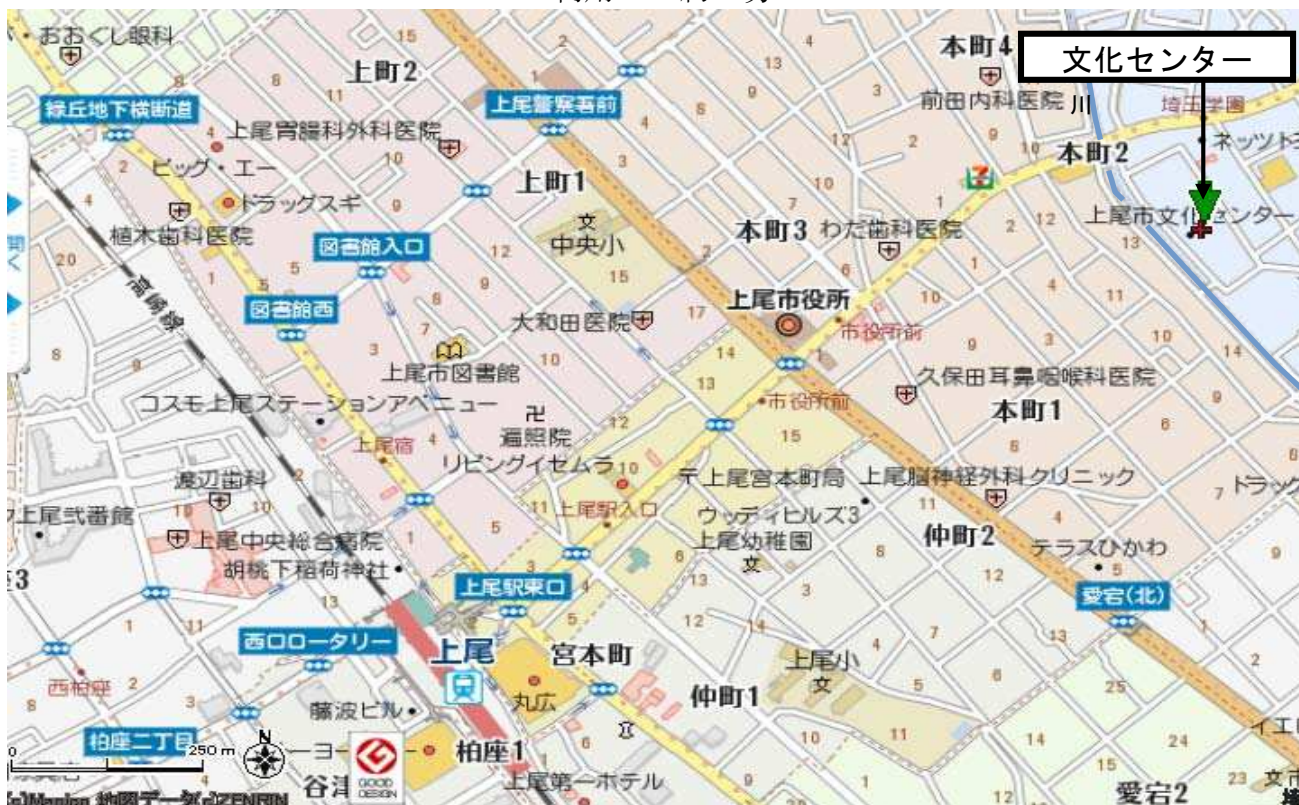 文化センター
おおぐし眼科
15
上町2
本町4
前田内科医院
川
埼玉学園
緑丘地下横断道
上尾警察署前
上尾胃腸科外科医院
ビッグ・エー
ドラッグスギ
植木歯科医院
上町1
文
中央小
本町2
本町3
わだ歯科医院
上尾市文化センター
図書館入口
図書館西
高崎線
開く
大和田医院
上尾市役所
市役所前
上尾市図書館
久保田耳鼻咽喉科医院
本町1
コスモ上尾ステーションアベニュー
上尾宿
遍照院
リビングイセムラ
市役所前
渡辺歯科
上尾弐番館
上尾中央総合病院
胡桃下稲荷神社
上尾駅入口
〒上尾宮本町局
上尾脳神経外科クリニック
ウッディヒルズ3
上尾幼稚園
文
仲町2
テラスひかわ
愛宕(北)
上尾駅東口
西口ロータリー
上尾
宮本町
丸広
仲町1
上尾小
文
西柏座
藤波ビル
柏座二丁目
250m
N
GOOD DESIGN
柏座1
上尾第一ホテル
愛宕2